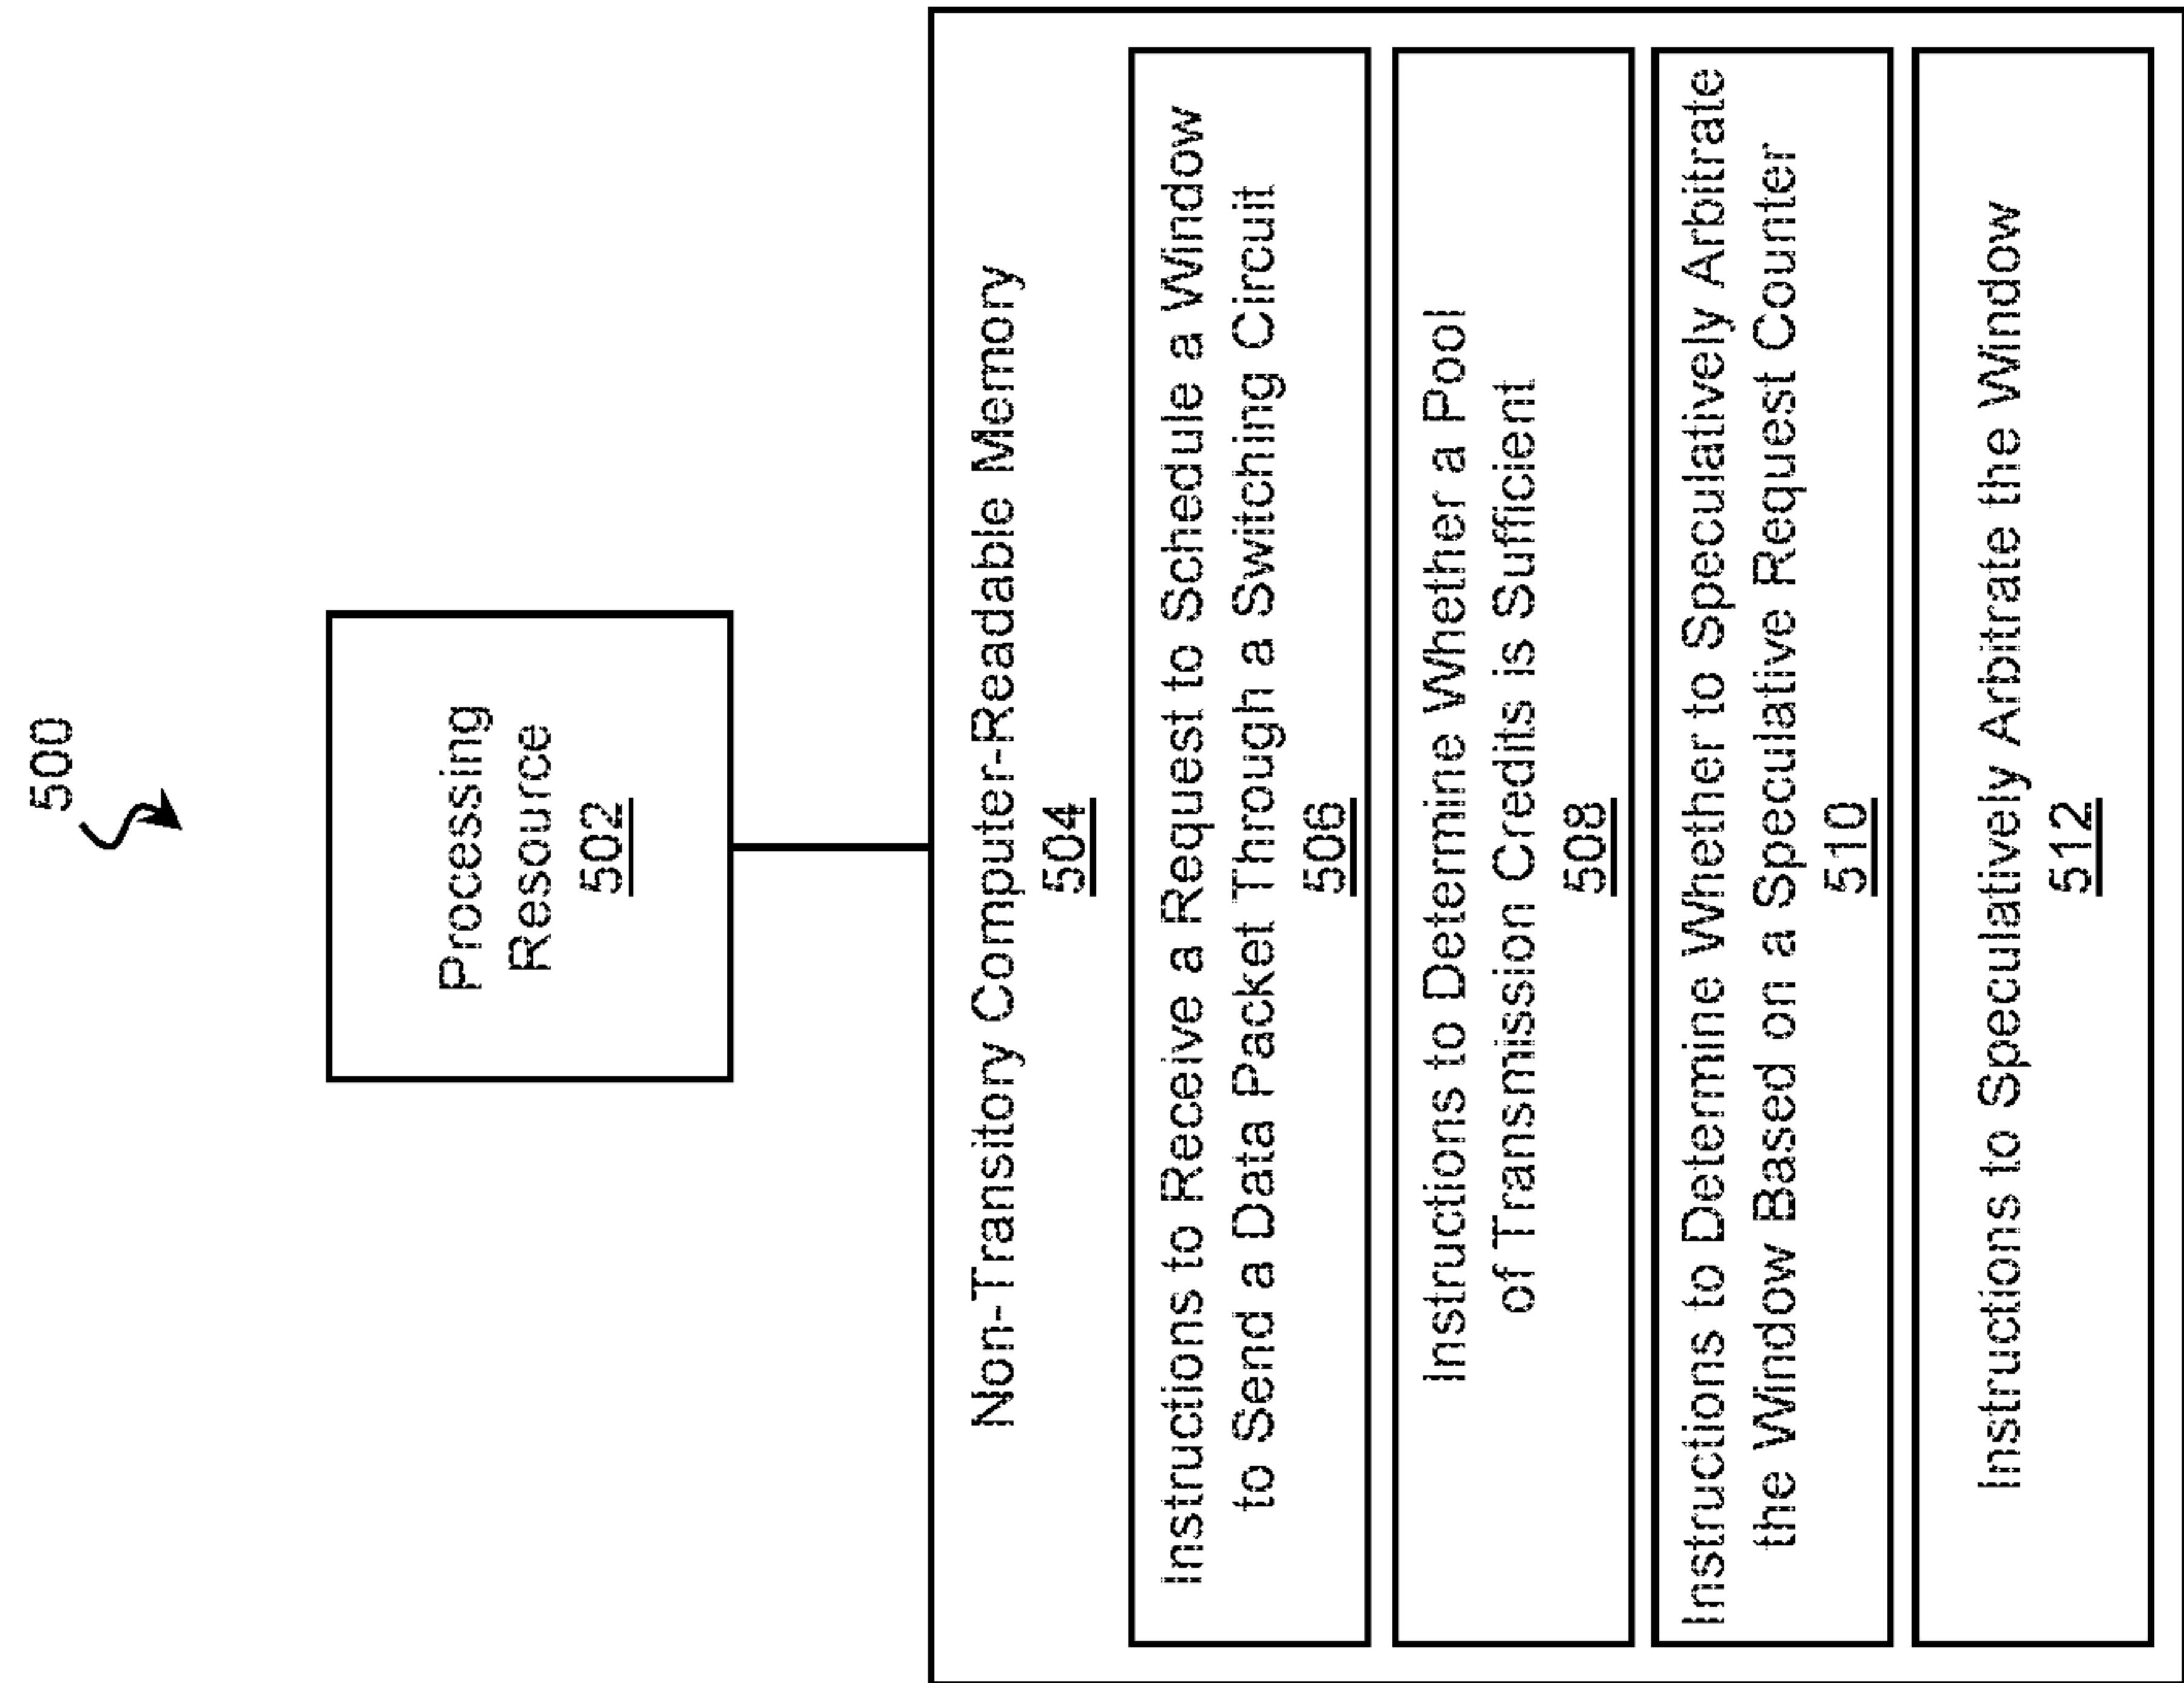 500
Processing
Resource
502
Non-Transitory Computer-Readable Memory
504
Instructions to Receive a Request to Schedule a Window
to Send a Data Packet Through a Switching Circuit
506
Instructions to Determine Whether a Pool
of Transmission Credits is Sufficient
508
Instructions to Determine Whether to Speculatively Arbitrate
the Window Based on a Speculative Request Counter
510
Instructions to Speculatively Arbitrate the Window
512